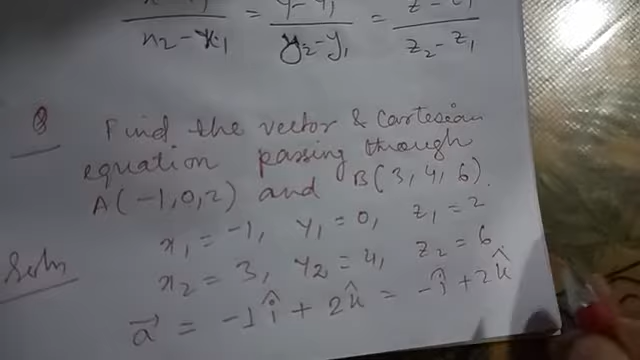 x₂ - x₁ = y - y₁ / y₂ - y₁ = z₂ - z₁
Q Find the vector & cartesian
equation passing through
A(-1,0,2) and B(3,4,6).
Soln x₁ = -1, y₁ = 0, z₁ = 2
x₂ = 3, y₂ = 4, z₂ = 6
a⃗ = -1î + 2k̂ = -î + 2k̂